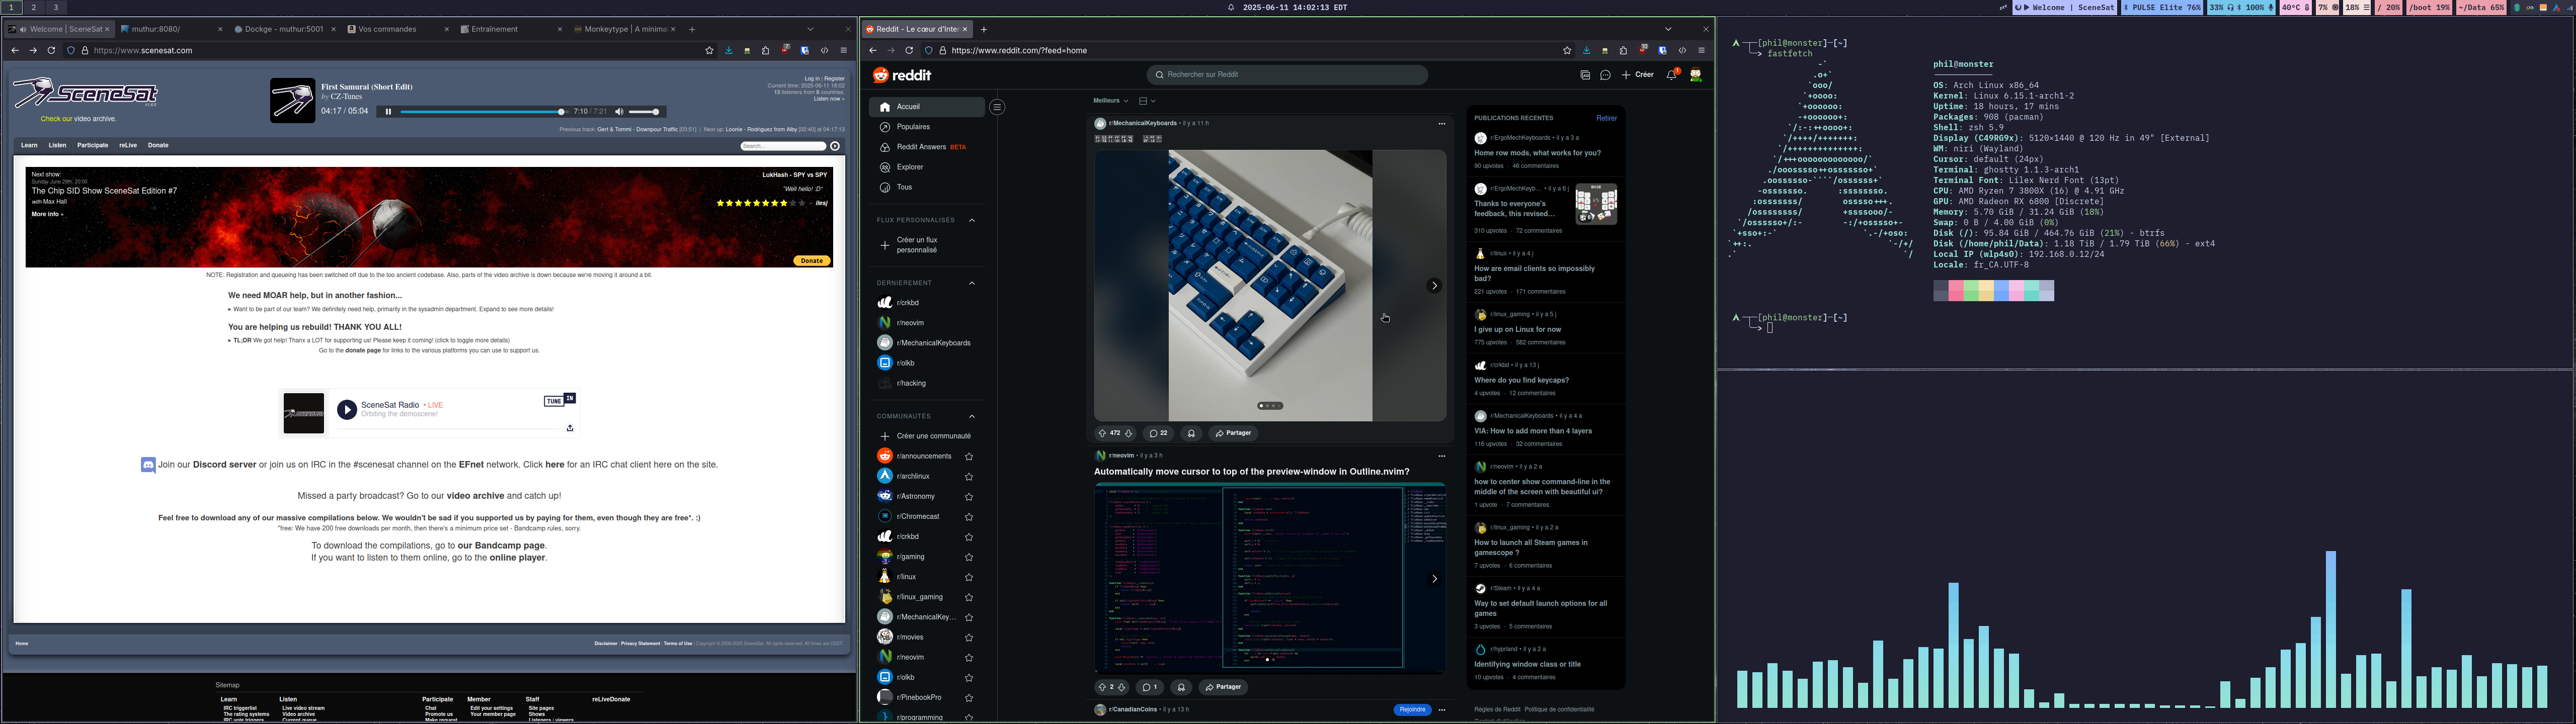 1 2 3
2025-06-11 14:02:13 EDT
Welcome | SceneSat
PULSE Elite 76%
33% 100%
40°C
7%
18%
/ 20%
/boot 19%
~/Data 65%
Welcome | SceneSat
muthur:8080/
Dockge - muthur:5001
Vos commandes
Entraînement
Monkeytype | A minimal
https://www.scenesat.com
SceneSat
Check our video archive.
First Samurai (Short Edit)
by CZ-Tunes
04:17 / 05:04
7:10 / 7:21
Log in | Register
Current time: 2025-06-11 18:02
13 listeners from 8 countries.
Listen now »
Previous track: Gert & Tommi - Downpour Traffic [03:51] | Next up: Loonie - Rodriguez from Alby [02:40] at 04:17:13
Learn Listen Participate reLive Donate
Search...
Next show:
Sunday June 29th, 20:00
The Chip SID Show SceneSat Edition #7
with Max Hall
More info »
LukHash - SPY vs SPY
"Well hello! :D"
- ilesj
Donate
NOTE: Registration and queueing has been switched off due to the too ancient codebase. Also, parts of the video archive is down because we're moving it around a bit.
We need MOAR help, but in another fashion...
▸ Want to be part of our team? We definitely need help, primarily in the sysadmin department. Expand to see more details!
You are helping us rebuild! THANK YOU ALL!
▸ TL;DR We got help! Thanx a LOT for supporting us! Please keep it coming! (click to toggle more details)
Go to the donate page for links to the various platforms you can use to support us.
SceneSat Radio • LIVE
Orbiting the demoscene!
TUNE IN
Join our Discord server or join us on IRC in the #scenesat channel on the EFnet network. Click here for an IRC chat client here on the site.
Missed a party broadcast? Go to our video archive and catch up!
Feel free to download any of our massive compilations below. We wouldn't be sad if you supported us by paying for them, even though they are free*. :)
*free: We have 200 free downloads per month, then there's a minimum price set - Bandcamp rules, sorry.
To download the compilations, go to our Bandcamp page.
If you want to listen to them online, go to the online player.
Home
Disclaimer | Privacy Statement | Terms of Use | Copyright © 2008-2025 SceneSat. All rights reserved. All times are CEST.
Sitemap
Learn Listen Participate Member Staff reLive Donate
IRC triggerlist Live video stream Chat Edit your settings Site pages
The rating systems Video archive Promote us Your member page Shows
Reddit - Le cœur d'Inter
https://www.reddit.com/?feed=home
reddit
Rechercher sur Reddit
Créer
1
Accueil
Populaires
Reddit Answers BÊTA
Explorer
Tous
FLUX PERSONNALISÉS
Créer un flux
personnalisé
DERNIÈREMENT
r/crkbd
r/neovim
r/MechanicalKeyboards
r/olkb
r/hacking
COMMUNAUTÉS
Créer une communauté
r/announcements
r/archlinux
r/Astronomy
r/Chromecast
r/crkbd
r/gaming
r/linux
r/linux_gaming
r/MechanicalKey...
r/movies
r/neovim
r/olkb
r/PinebookPro
r/programming
Meilleurs
r/MechanicalKeyboards • il y a 11 h
472
22
Partager
r/neovim • il y a 3 h
Automatically move cursor to top of the preview-window in Outline.nvim?
2
1
Partager
r/CanadianCoins • il y a 13 h
Rejoindre
PUBLICATIONS RÉCENTES
Retirer
r/ErgoMechKeyboards • il y a 3 a
Home row mods, what works for you?
90 upvotes · 46 commentaires
r/ErgoMechKeyb... • il y a 6 j
Thanks to everyone's
feedback, this revised...
310 upvotes · 72 commentaires
r/linux • il y a 4 j
How are email clients so impossibly
bad?
221 upvotes · 171 commentaires
r/linux_gaming • il y a 5 j
I give up on Linux for now
775 upvotes · 582 commentaires
r/crkbd • il y a 13 j
Where do you find keycaps?
4 upvotes · 12 commentaires
r/MechanicalKeyboards • il y a 4 a
VIA: How to add more than 4 layers
116 upvotes · 32 commentaires
r/neovim • il y a 2 a
how to center show command-line in the
middle of the screen with beautiful ui?
1 upvote · 7 commentaires
r/linux_gaming • il y a 2 a
How to launch all Steam games in
gamescope ?
7 upvotes · 6 commentaires
r/Steam • il y a 4 a
Way to set default launch options for all
games
3 upvotes · 5 commentaires
r/hyprland • il y a 2 a
Identifying window class or title
10 upvotes · 4 commentaires
Règles de Reddit Politique de confidentialité
[phil@monster]-[~]
> fastfetch
phil@monster
OS: Arch Linux x86_64
Kernel: Linux 6.15.1-arch1-2
Uptime: 18 hours, 17 mins
Packages: 908 (pacman)
Shell: zsh 5.9
Display (C49RG9x): 5120×1440 @ 120 Hz in 49" [External]
WM: niri (Wayland)
Cursor: default (24px)
Terminal: ghostty 1.1.3-arch1
Terminal Font: Lilex Nerd Font (13pt)
CPU: AMD Ryzen 7 3800X (16) @ 4.91 GHz
GPU: AMD Radeon RX 6800 [Discrete]
Memory: 5.70 GiB / 31.24 GiB (18%)
Swap: 0 B / 4.00 GiB (0%)
Disk (/): 95.84 GiB / 464.76 GiB (21%) - btrfs
Disk (/home/phil/Data): 1.18 TiB / 1.79 TiB (66%) - ext4
Local IP (wlp4s0): 192.168.0.12/24
Locale: fr_CA.UTF-8
[phil@monster]-[~]
>